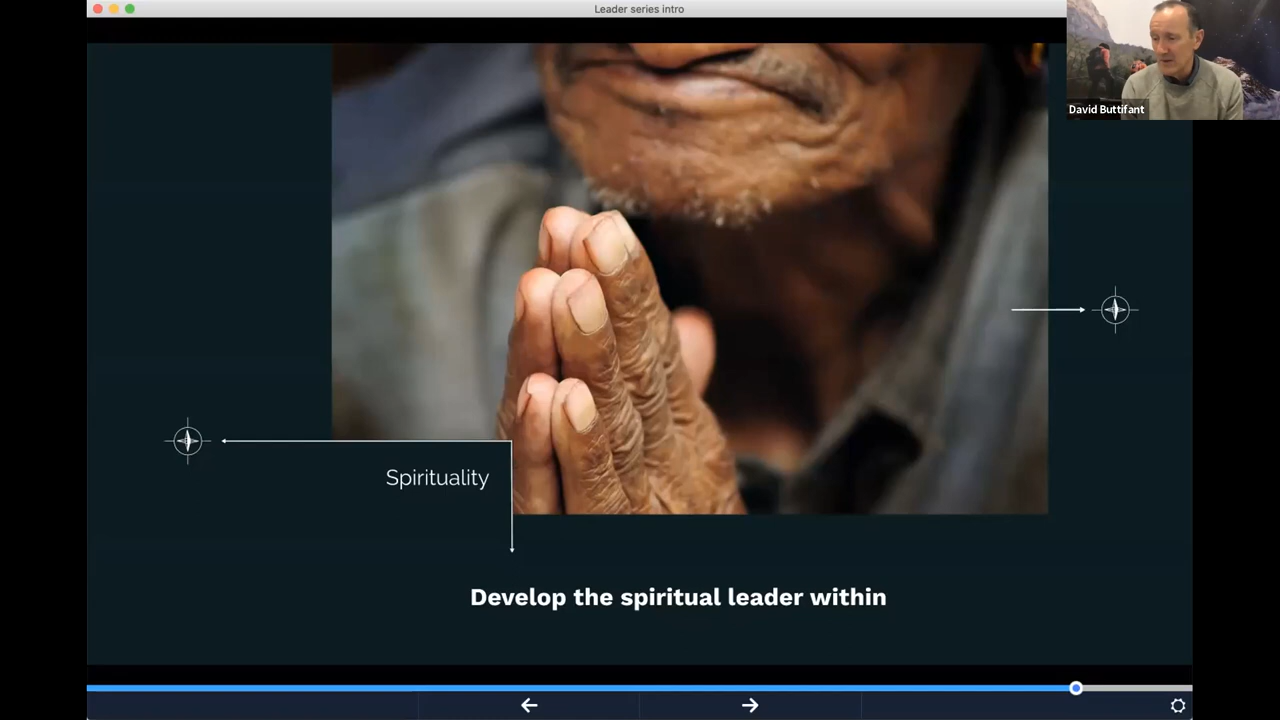 Leader series intro
David Buttifant
Spirituality
Develop the spiritual leader within